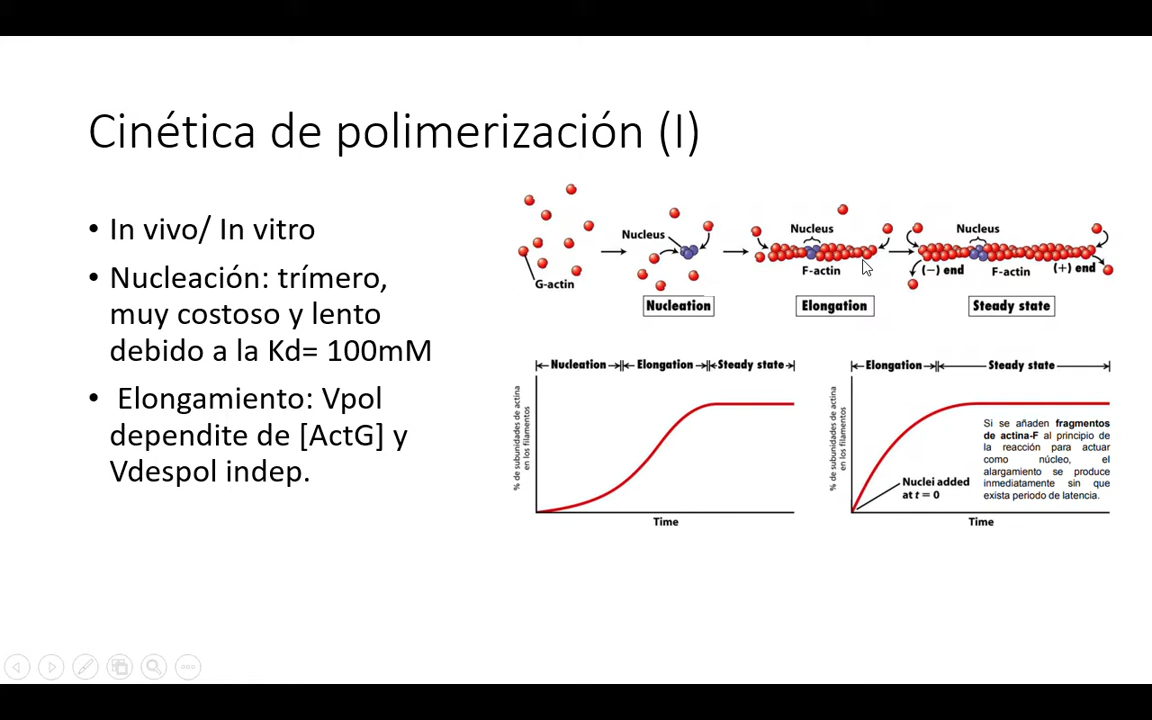 Cinética de polimerización (I)
• In vivo/ In vitro
• Nucleación: trímero,
muy costoso y lento
debido a la Kd= 100mM
• Elongamiento: Vpol
dependite de [ActG] y
Vdespol indep.
G-actin
Nucleus
Nucleation
Nucleus
F-actin
Elongation
Nucleus
(−) end
F-actin
(+) end
Steady state
Nucleation
Elongation
Steady state
% de subunidades de actina
en los filamentos
Time
Elongation
Steady state
% de subunidades de actina
en los filamentos
Si se añaden fragmentos
de actina-F al principio de
la reacción para actuar
como núcleo, el
alargamiento se produce
inmediatamente sin que
exista periodo de latencia.
Nuclei added
at t = 0
Time